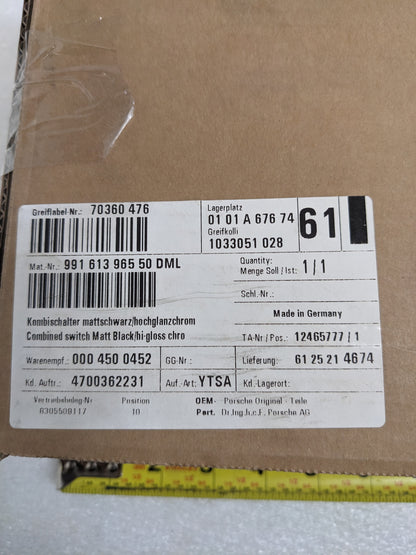 Greiflabel-Nr.: 70360 476
Lagerplatz
01 01 A 676 74
Greifkolli
1033051 028
61
Mat.-Nr.: 991 613 965 50 DML
Quantity:
Menge Soll / Ist: 1 / 1
Schl.-Nr.:
Kombischalter mattschwarz/hochglanzchrom
Combined switch Matt Black/hi-gloss chro
Made in Germany
TA-Nr / Pos.: 12465777 / 1
Warenempf.: 000 450 0452
GG-Nr.:
Lieferung: 61 25 21 4674
Kd. Auftr.: 4700362231
Auf.-Art: YTSA
Kd.-Lagerort:
Vertriebsbeleg-Nr
Position
OEM- Porsche Original - Teile
A305508117
10
Part. Dr.Ing.h.c.F. Porsche AG